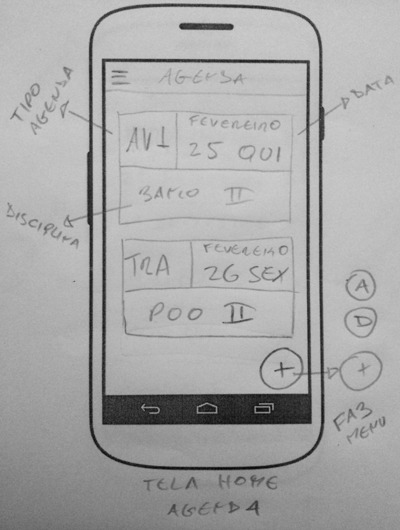 AGENDA
TIPO
AGENDA
DATA
AV1
FEVEREIRO
25 QUI
DISCIPLINA
BANCO II
TRA
FEVEREIRO
26 SEX
POO II
A
D
+
+
FAB
MENU
TELA HOME
AGENDA